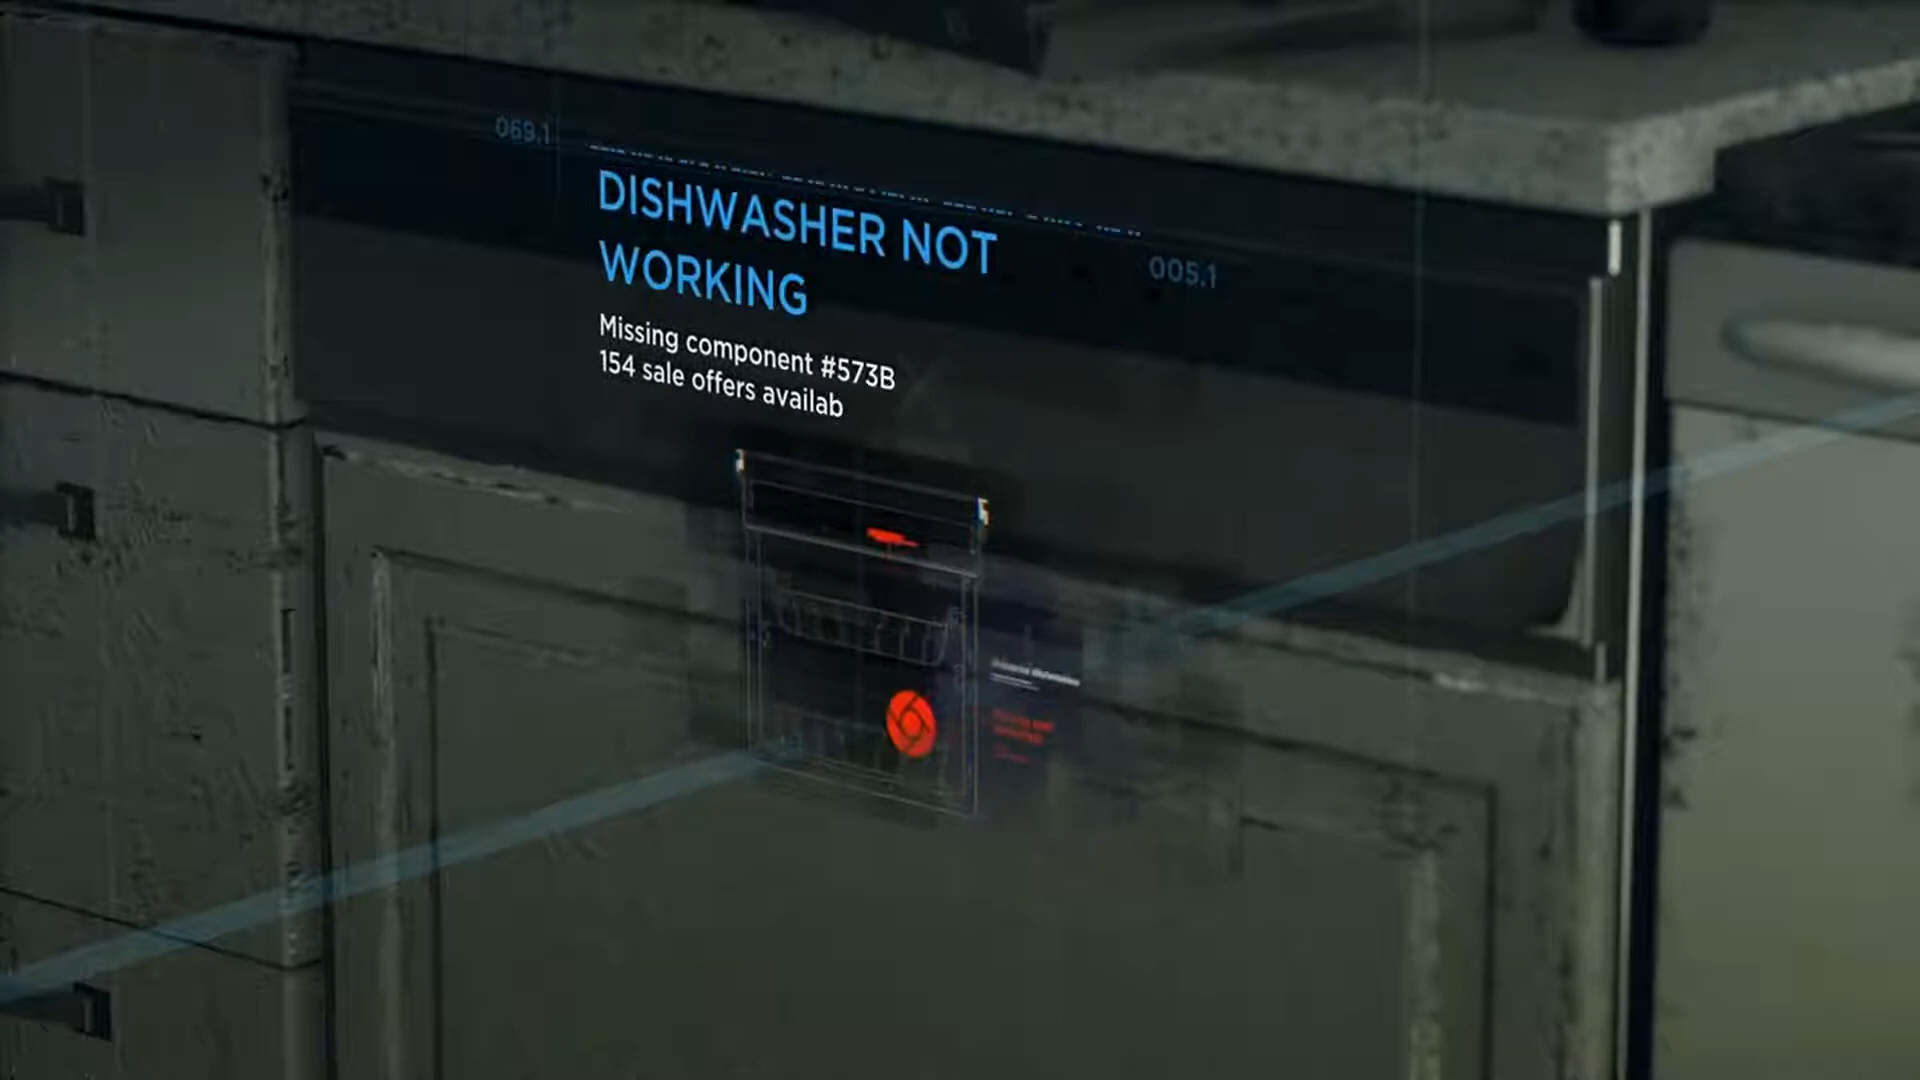 069.1
DISHWASHER NOT
WORKING
005.1
Missing component #573B
154 sale offers availab